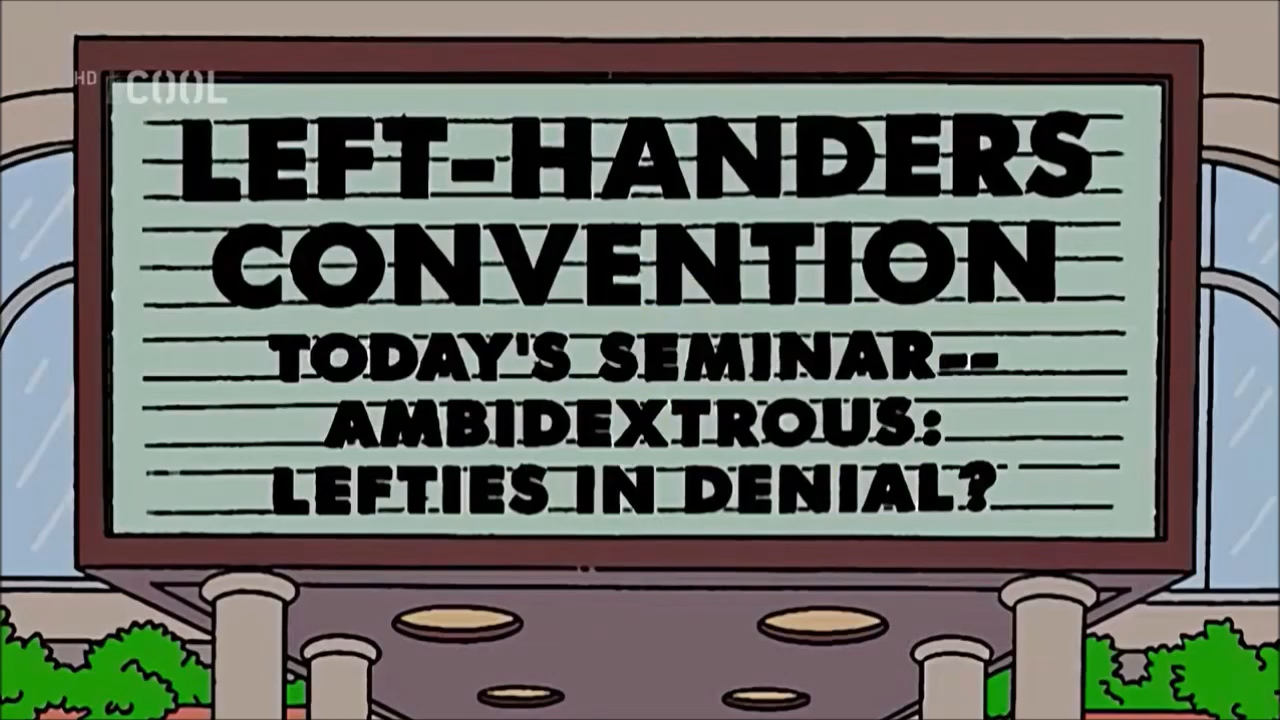 HD COOL
LEFT-HANDERS
CONVENTION
TODAY'S SEMINAR--
AMBIDEXTROUS:
LEFTIES IN DENIAL?